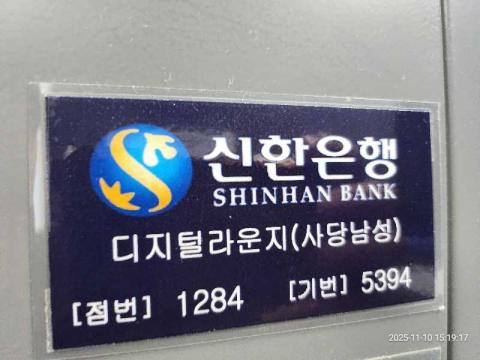 신한은행
SHINHAN BANK
디지털라운지(사당남성)
[점번] 1284 [기번] 5394
2025-11-10 15:19:17